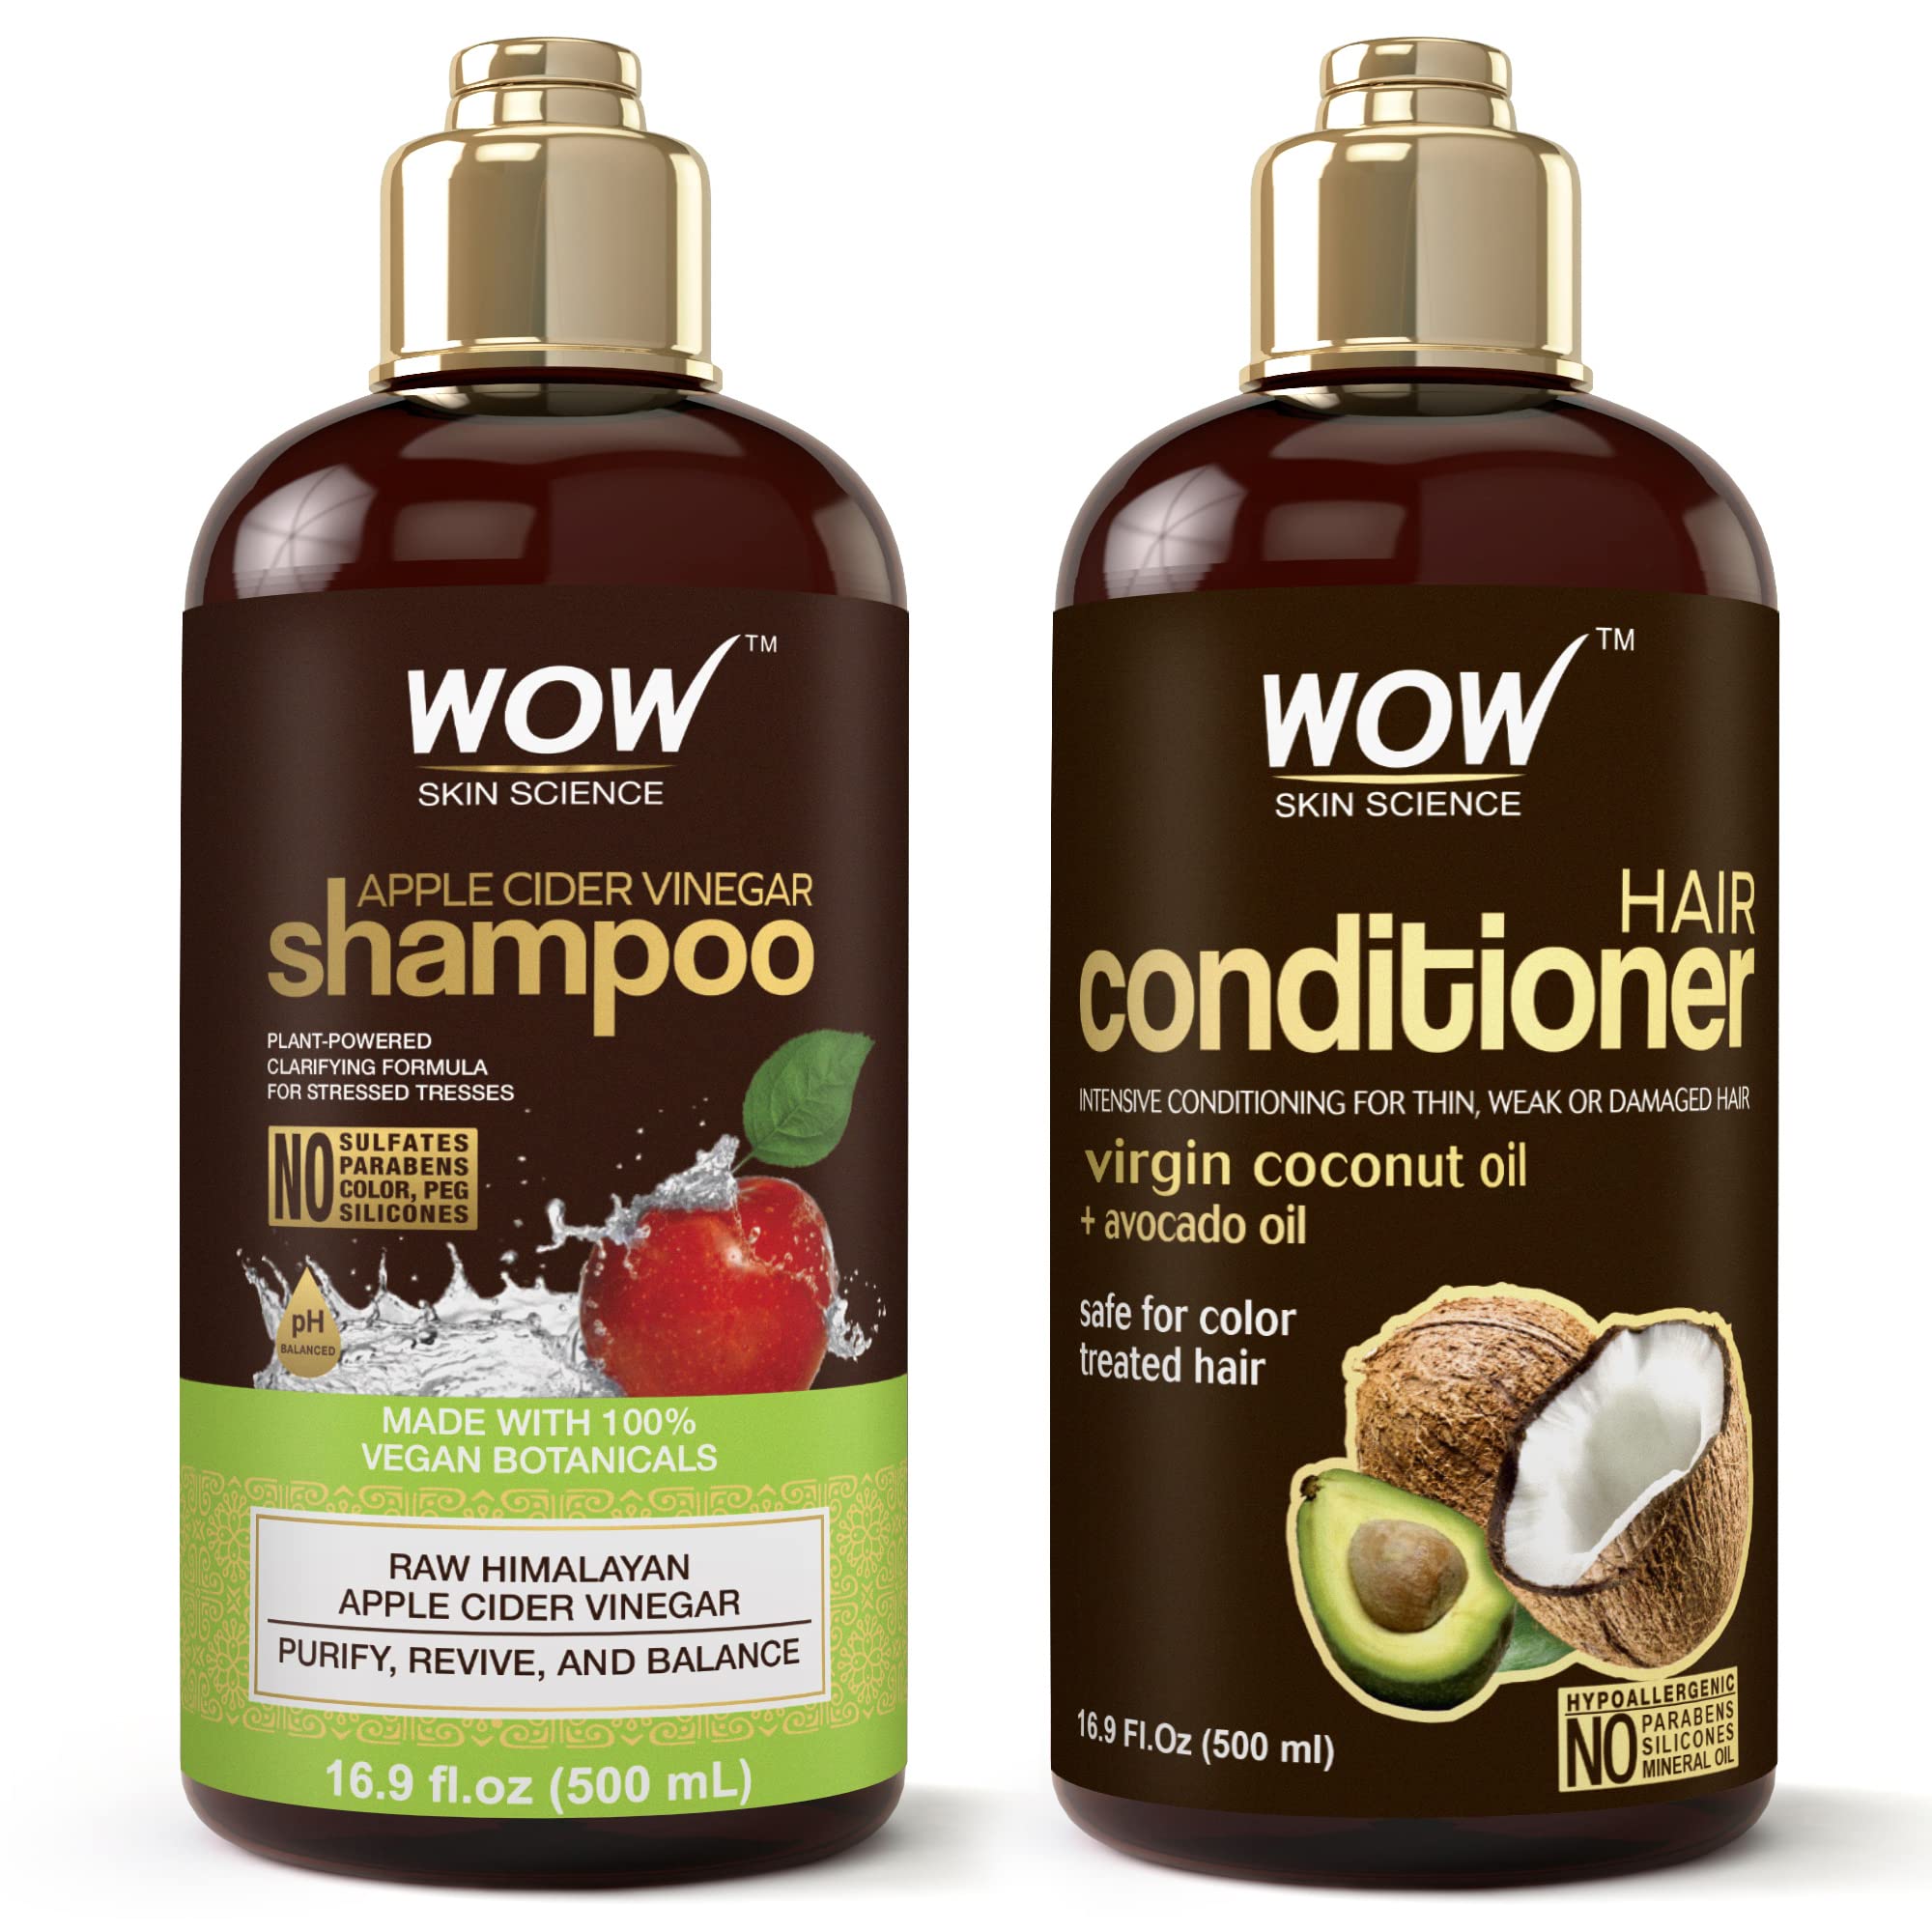 WOW™
SKIN SCIENCE
APPLE CIDER VINEGAR
shampoo
PLANT-POWERED
CLARIFYING FORMULA
FOR STRESSED TRESSES
NO
SULFATES
PARABENS
COLOR, PEG
SILICONES
pH
BALANCED
MADE WITH 100%
VEGAN BOTANICALS
RAW HIMALAYAN
APPLE CIDER VINEGAR
PURIFY, REVIVE, AND BALANCE
16.9 fl.oz (500 mL)
WOW™
SKIN SCIENCE
HAIR
conditioner
INTENSIVE CONDITIONING FOR THIN, WEAK OR DAMAGED HAIR
virgin coconut oil
+ avocado oil
safe for color
treated hair
16.9 Fl.Oz (500 ml)
HYPOALLERGENIC
NO
PARABENS
SILICONES
MINERAL OIL